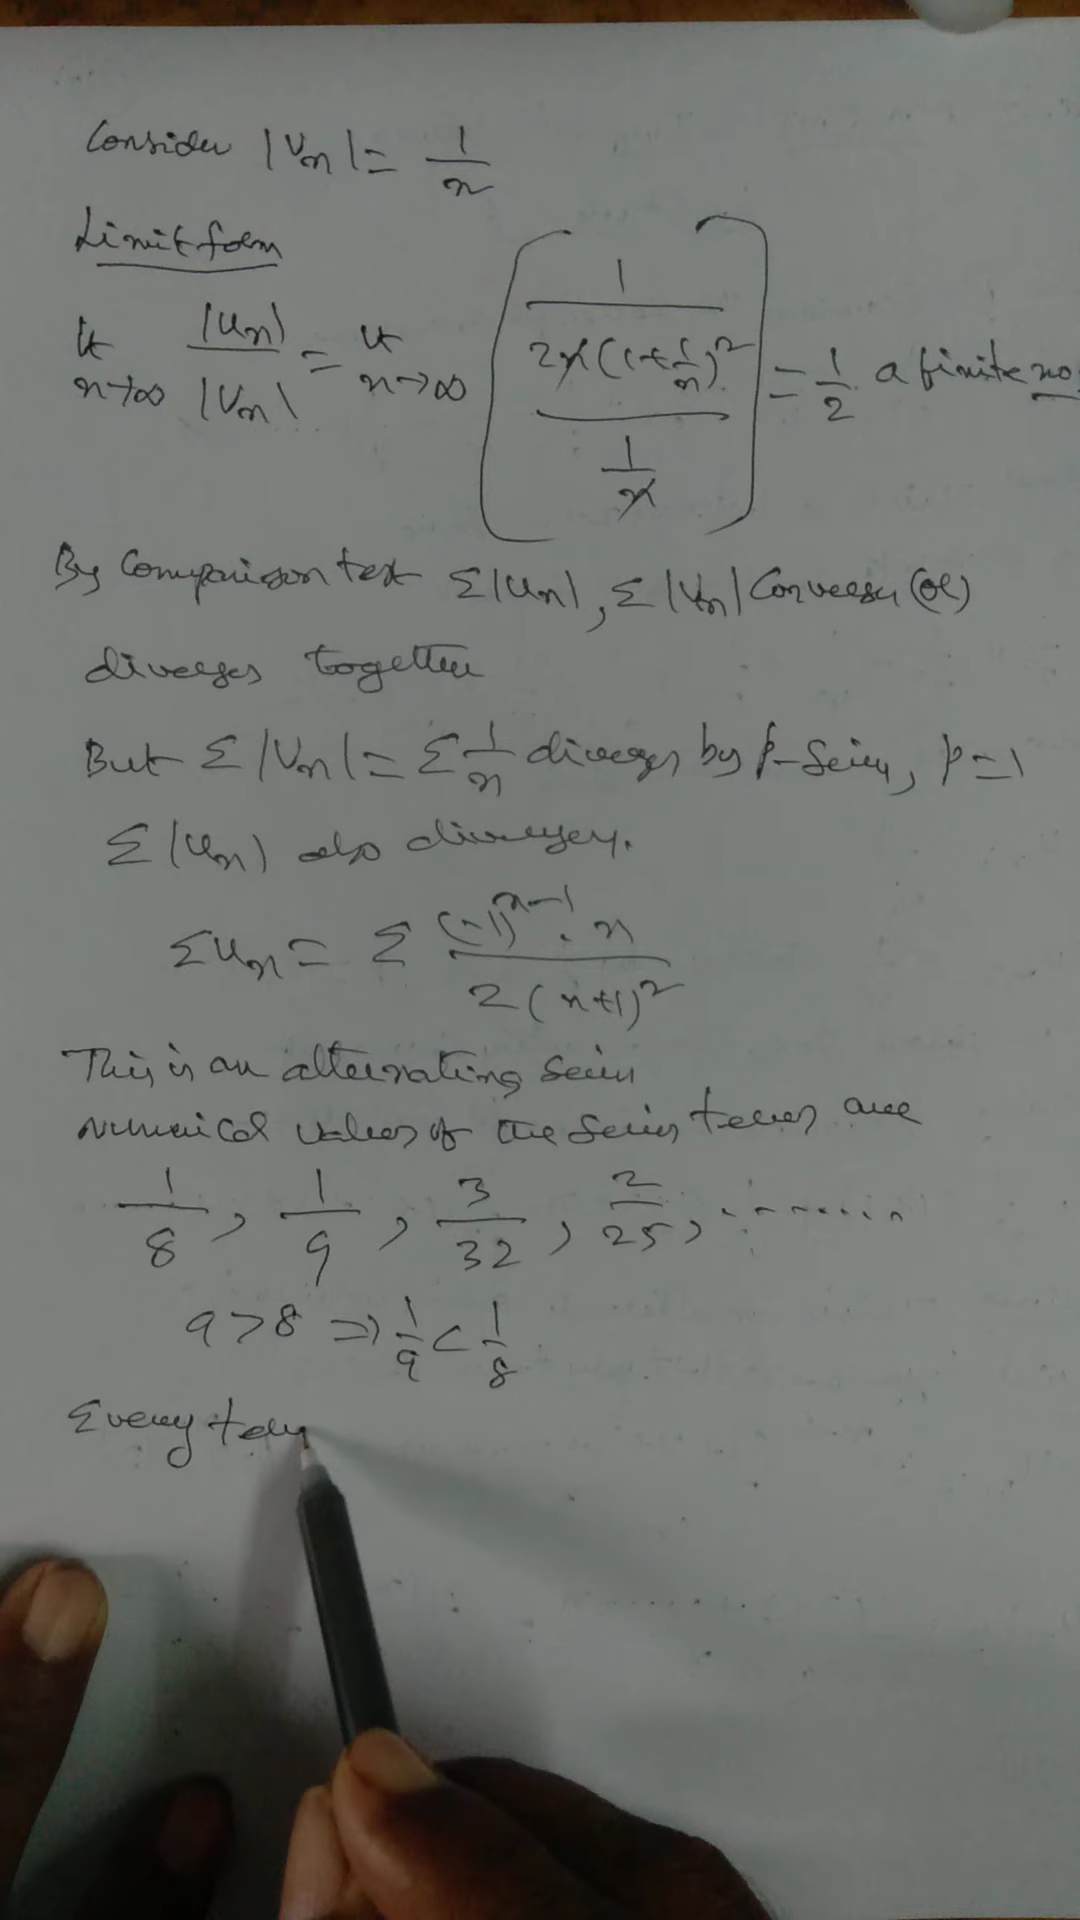 Consider |Vn| = 1/n
Limit form
Lt n→∞ |Un|/|Vn| = Lt n→∞ [ (1/(2n(1+1/n)^2)) / (1/n) ] = 1/2 a finite no.
By Comparison test Σ|Un|, Σ|Vn| Converges (or)
diverges together
But Σ|Vn| = Σ 1/n diverges by p-Series, p=1
Σ|Un| also diverges.
ΣUn = Σ (-1)^(n-1) . n / 2(n+1)^2
This is an alternating Series
Numerical values of the Series terms are
1/8, 1/9, 3/32, 2/25, .......
9>8 ⇒ 1/9 < 1/8
Every